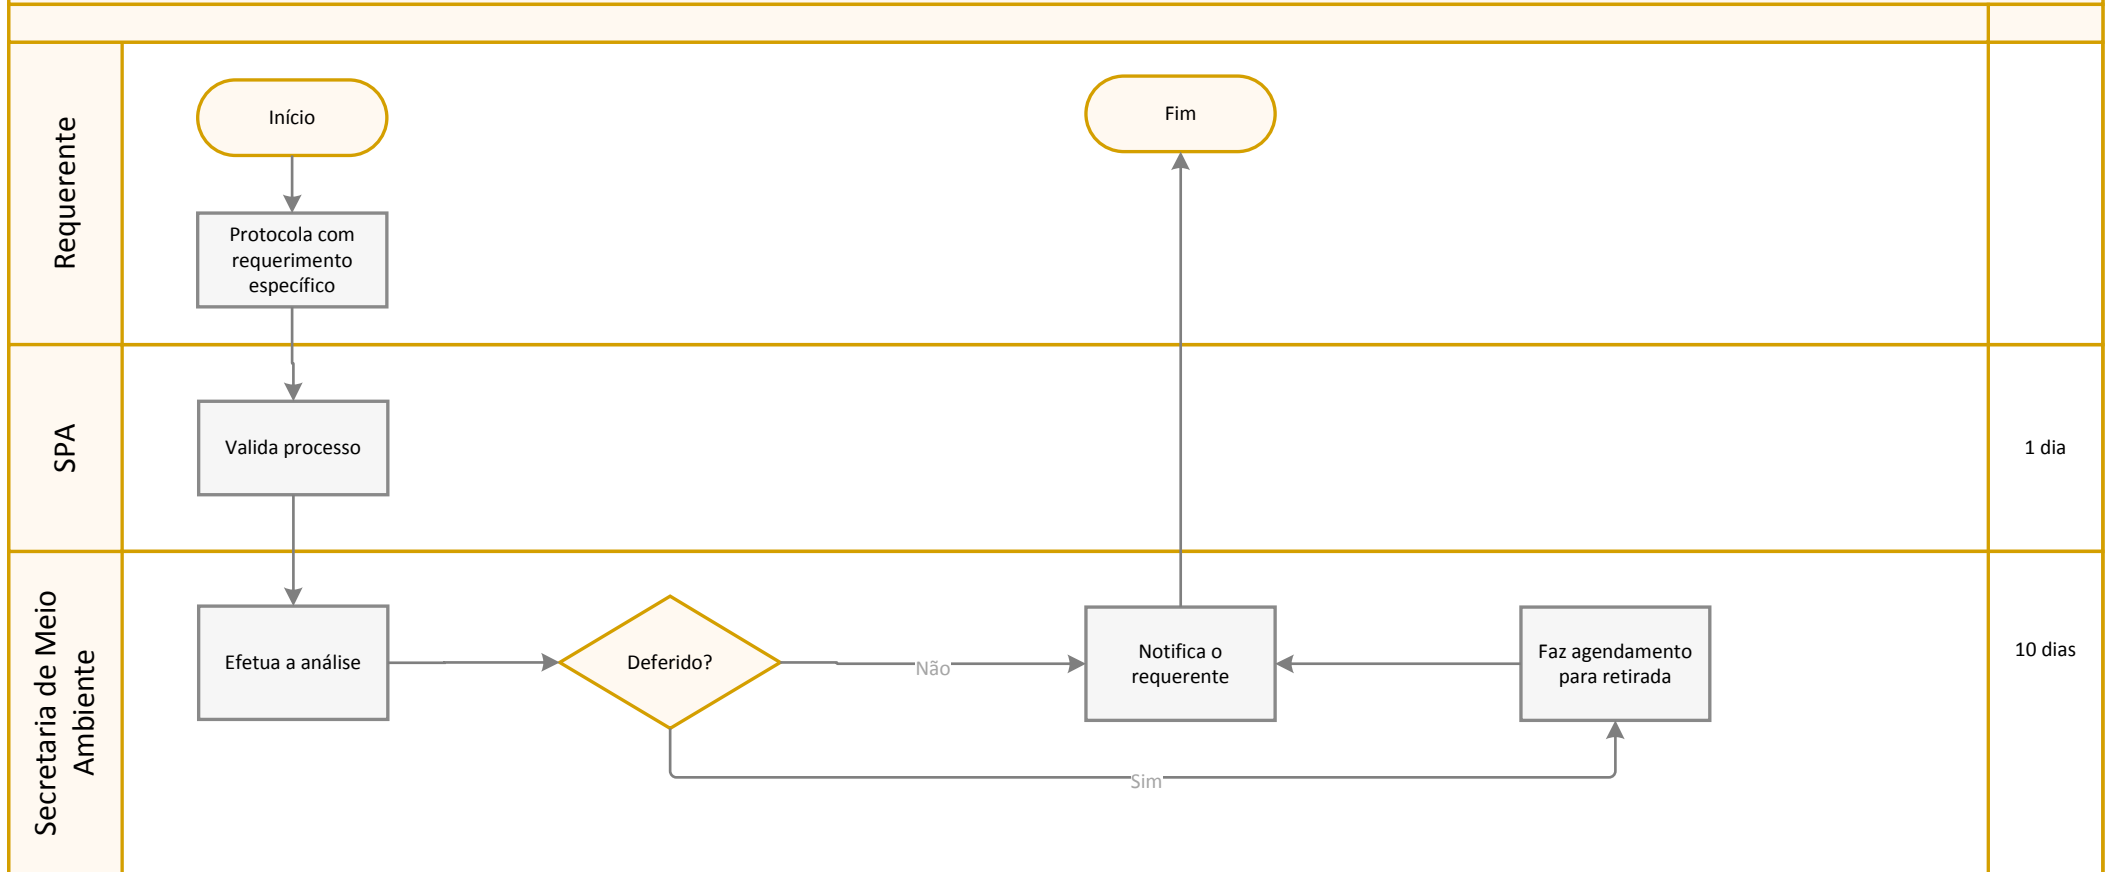 Requerente
Início
Fim
Protocola com
requerimento
específico
SPA
Valida processo
1 dia
Secretaria de Meio
Ambiente
Efetua a análise
Deferido?
Não
Notifica o
requerente
Faz agendamento
para retirada
10 dias
Sim